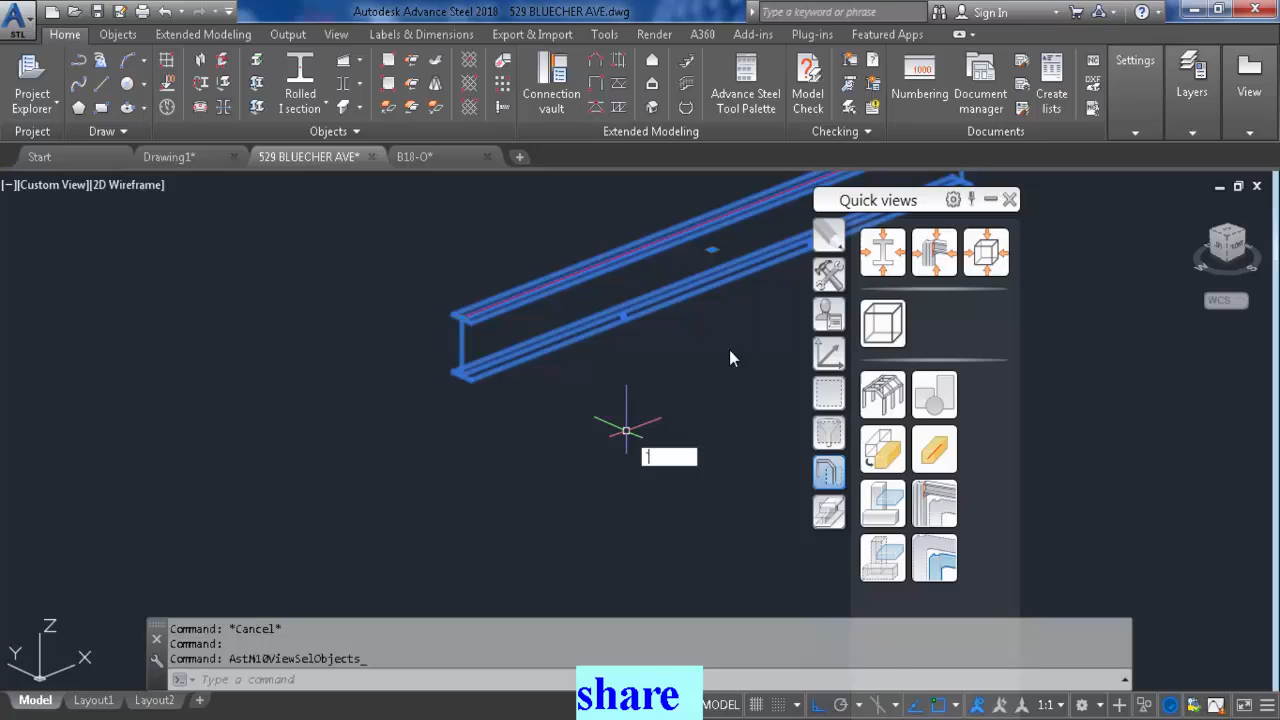 Autodesk Advance Steel 2018 529 BLUECHER AVE.dwg
Type a keyword or phrase
Sign In
STL
Home Objects Extended Modeling Output View Labels & Dimensions Export & Import Tools Render A360 Add-ins Plug-ins Featured Apps
Project Explorer
Rolled I section
Connection vault
Advance Steel Tool Palette
Model Check
1000
Numbering
Document manager
Create lists
DXF
Settings
Layers
View
Project Draw Objects Extended Modeling Checking Documents
Start Drawing1* 529 BLUECHER AVE* B18-O*
[−][Custom View][2D Wireframe]
Quick views
WCS
Z
Y
X
Command: *Cancel*
Command:
Command: AstM10ViewSelObjects_
Type a command
share
Model Layout1 Layout2
MODEL
1:1